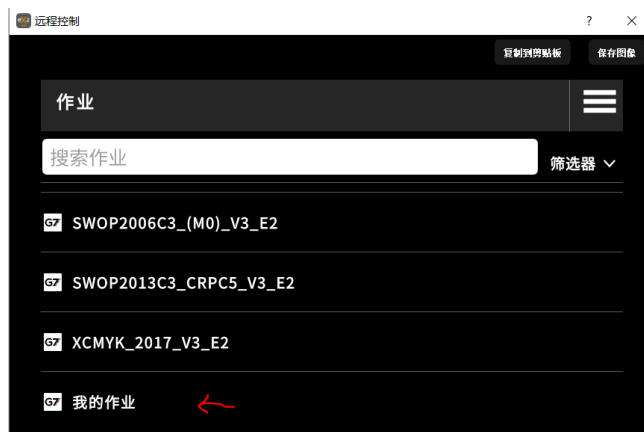 远程控制
?
复制到剪贴板 保存图像
作业
搜索作业
筛选器
G7 SWOP2006C3_(M0)_V3_E2
G7 SWOP2013C3_CRPC5_V3_E2
G7 XCMYK_2017_V3_E2
G7 我的作业